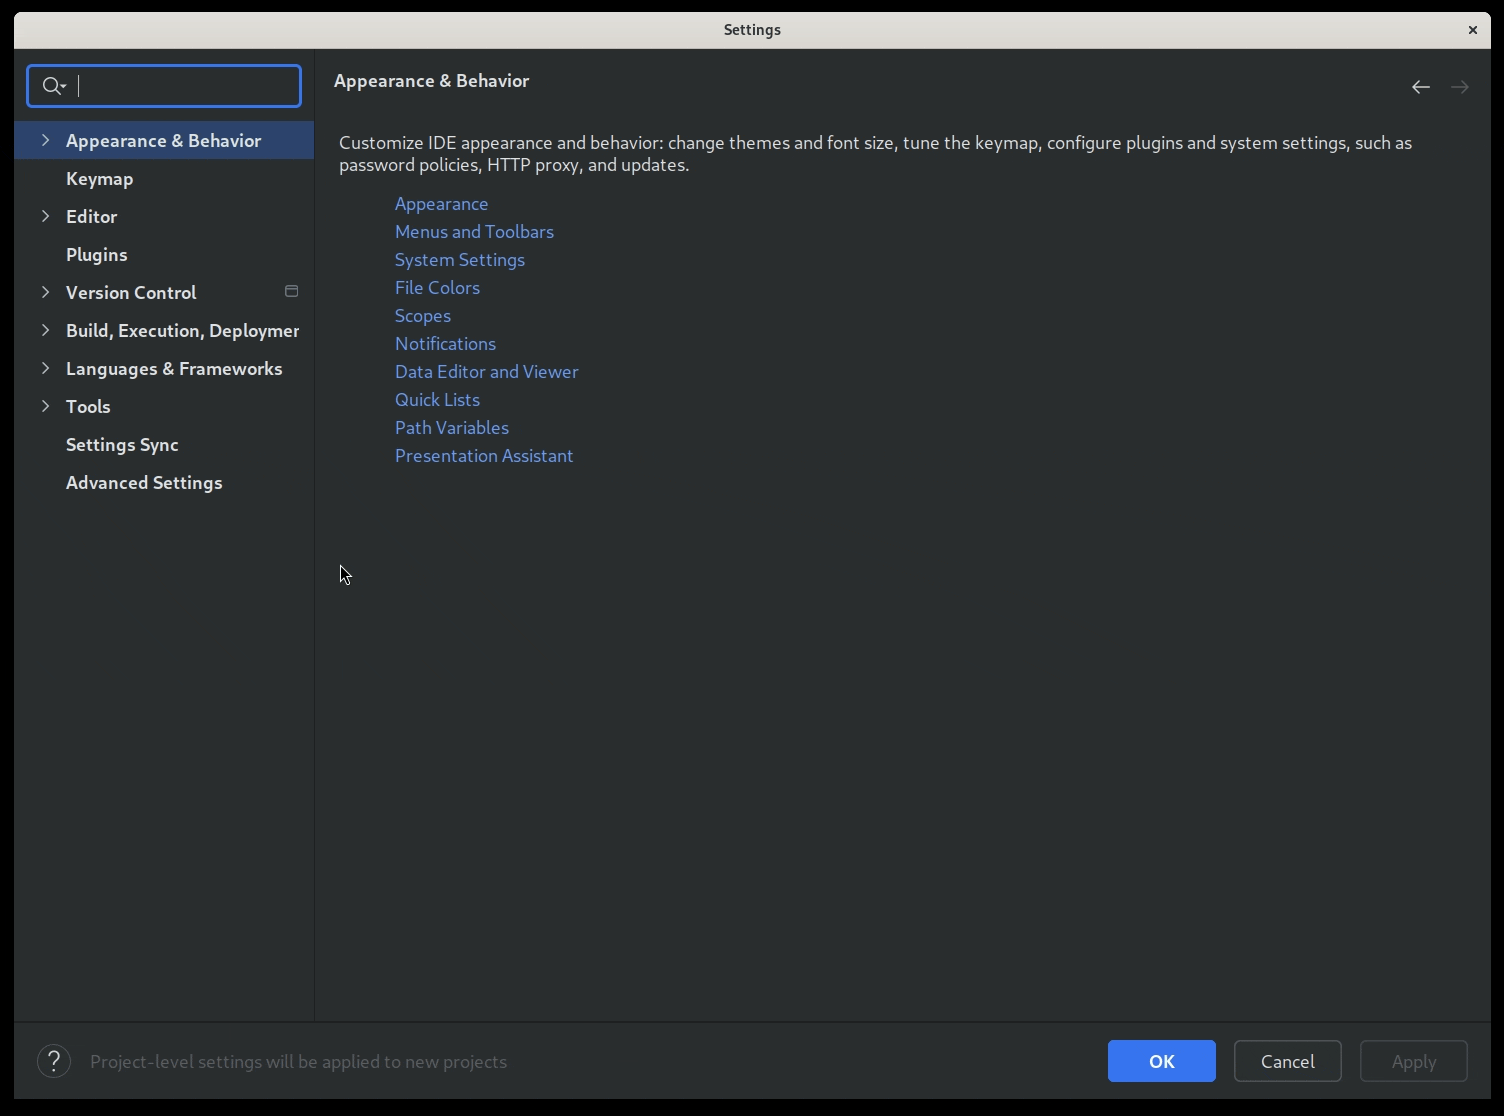 Settings
Appearance & Behavior
Keymap
Editor
Plugins
Version Control
Build, Execution, Deploymer
Languages & Frameworks
Tools
Settings Sync
Advanced Settings
Appearance & Behavior
Customize IDE appearance and behavior: change themes and font size, tune the keymap, configure plugins and system settings, such as
password policies, HTTP proxy, and updates.
Appearance
Menus and Toolbars
System Settings
File Colors
Scopes
Notifications
Data Editor and Viewer
Quick Lists
Path Variables
Presentation Assistant
? Project-level settings will be applied to new projects
OK Cancel Apply